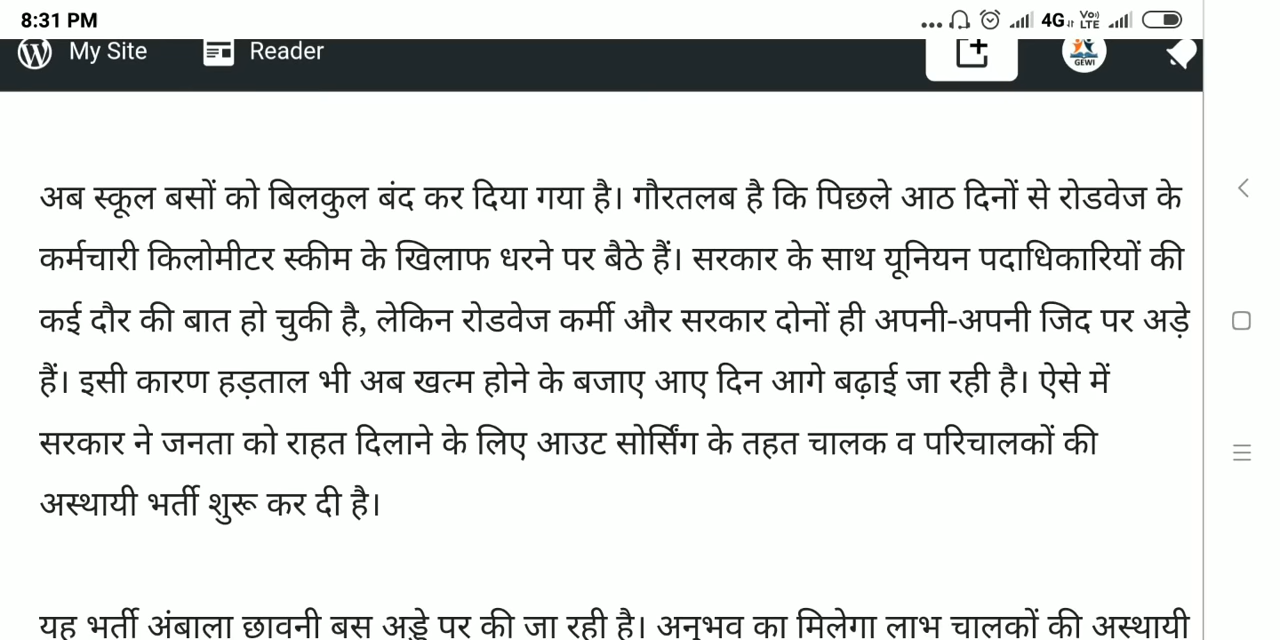 8:31 PM
4G Vo) LTE
My Site
Reader
GEWI
अब स्कूल बसों को बिलकुल बंद कर दिया गया है। गौरतलब है कि पिछले आठ दिनों से रोडवेज के
कर्मचारी किलोमीटर स्कीम के खिलाफ धरने पर बैठे हैं। सरकार के साथ यूनियन पदाधिकारियों की
कई दौर की बात हो चुकी है, लेकिन रोडवेज कर्मी और सरकार दोनों ही अपनी-अपनी जिद पर अड़े
हैं। इसी कारण हड़ताल भी अब खत्म होने के बजाए आए दिन आगे बढ़ाई जा रही है। ऐसे में
सरकार ने जनता को राहत दिलाने के लिए आउट सोर्सिंग के तहत चालक व परिचालकों की
अस्थायी भर्ती शुरू कर दी है।
यह भर्ती अंबाला छावनी बस अड्डे पर की जा रही है। अनुभव का मिलेगा लाभ चालकों की अस्थायी